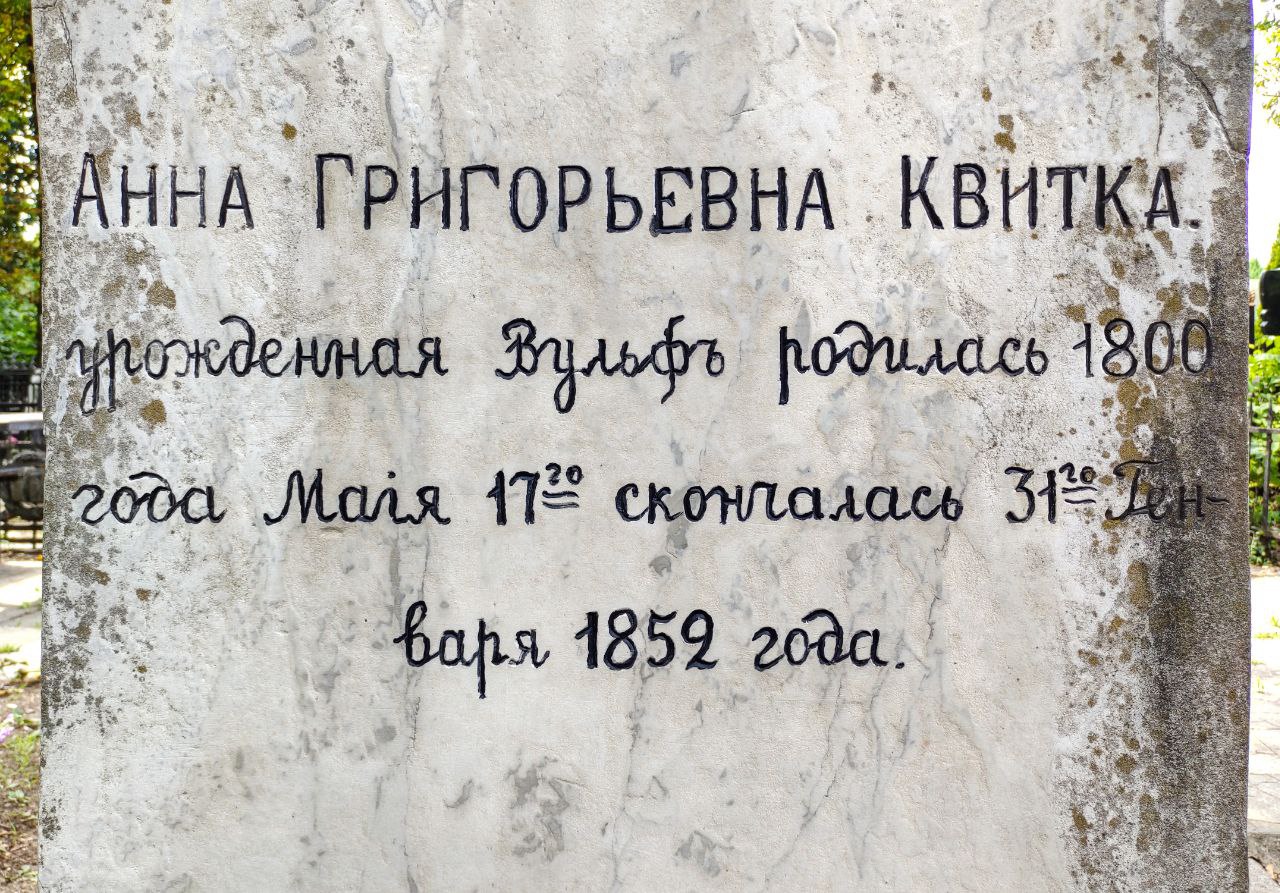 Анна Григорьевна Квитка.
урожденная Вульфъ родилась 1800
года Маія 17го скончалась 31го Ген-
варя 1852 года.